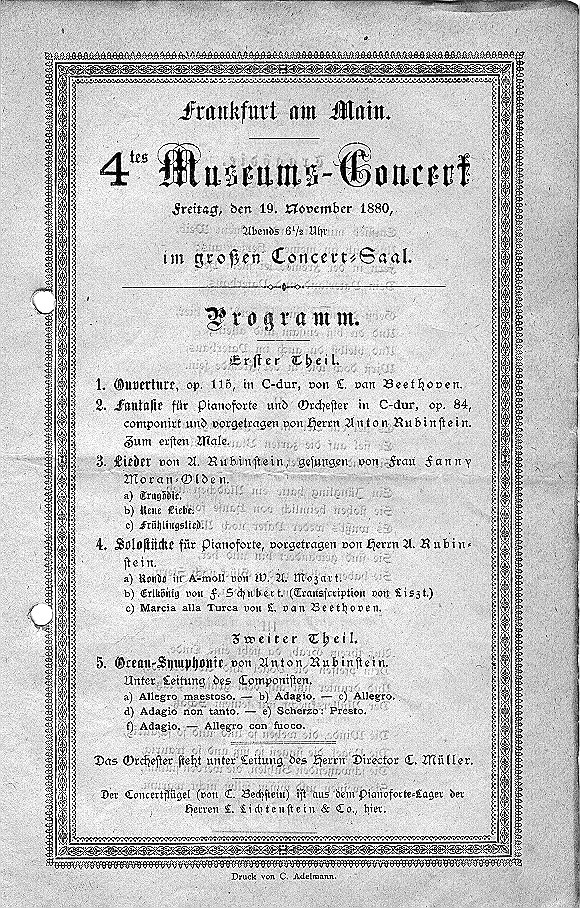 Frankfurt am Main.
4tes Museums-Concert
Freitag, den 19. November 1880,
Abends 6½ Uhr
im großen Concert-Saal.
Programm.
Erster Theil.
1. Ouverture, op. 115, in C-dur, von L. van Beethoven.
2. Fantasie für Pianoforte und Orchester in C-dur, op. 84,
componirt und vorgetragen von Herrn Anton Rubinstein.
Zum ersten Male.
3. Lieder von A. Rubinstein, gesungen von Frau Fanny
Moran-Olden.
a) Tragödie.
b) Neue Liebe.
c) Frühlingslied.
4. Solostücke für Pianoforte, vorgetragen von Herrn A. Rubin-
stein.
a) Rondo in A-moll von W. A. Mozart.
b) Erlkönig von F. Schubert. (Transcription von Liszt.)
c) Marcia alla Turca von L. van Beethoven.
Zweiter Theil.
5. Ocean-Symphonie von Anton Rubinstein.
Unter Leitung des Componisten.
a) Allegro maestoso. — b) Adagio. — c) Allegro.
d) Adagio non tanto. — e) Scherzo: Presto.
f) Adagio. — Allegro con fuoco.
Das Orchester steht unter Leitung des Herrn Director C. Müller.
Der Concertflügel (von C. Bechstein) ist aus dem Pianoforte-Lager der
Herren L. Lichtenstein & Co., hier.
Druck von C. Adelmann.